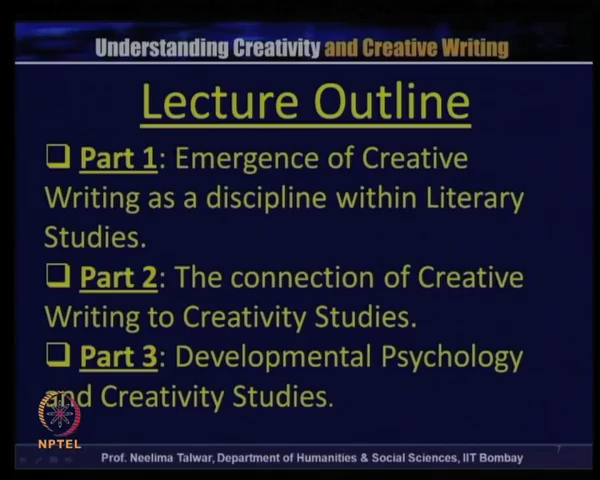 Understanding Creativity and Creative Writing
Lecture Outline
Part 1: Emergence of Creative
Writing as a discipline within Literary
Studies.
Part 2: The connection of Creative
Writing to Creativity Studies.
Part 3: Developmental Psychology
and Creativity Studies.
NPTEL
7
Prof. Neelima Talwar, Department of Humanities & Social Sciences, IIT Bombay